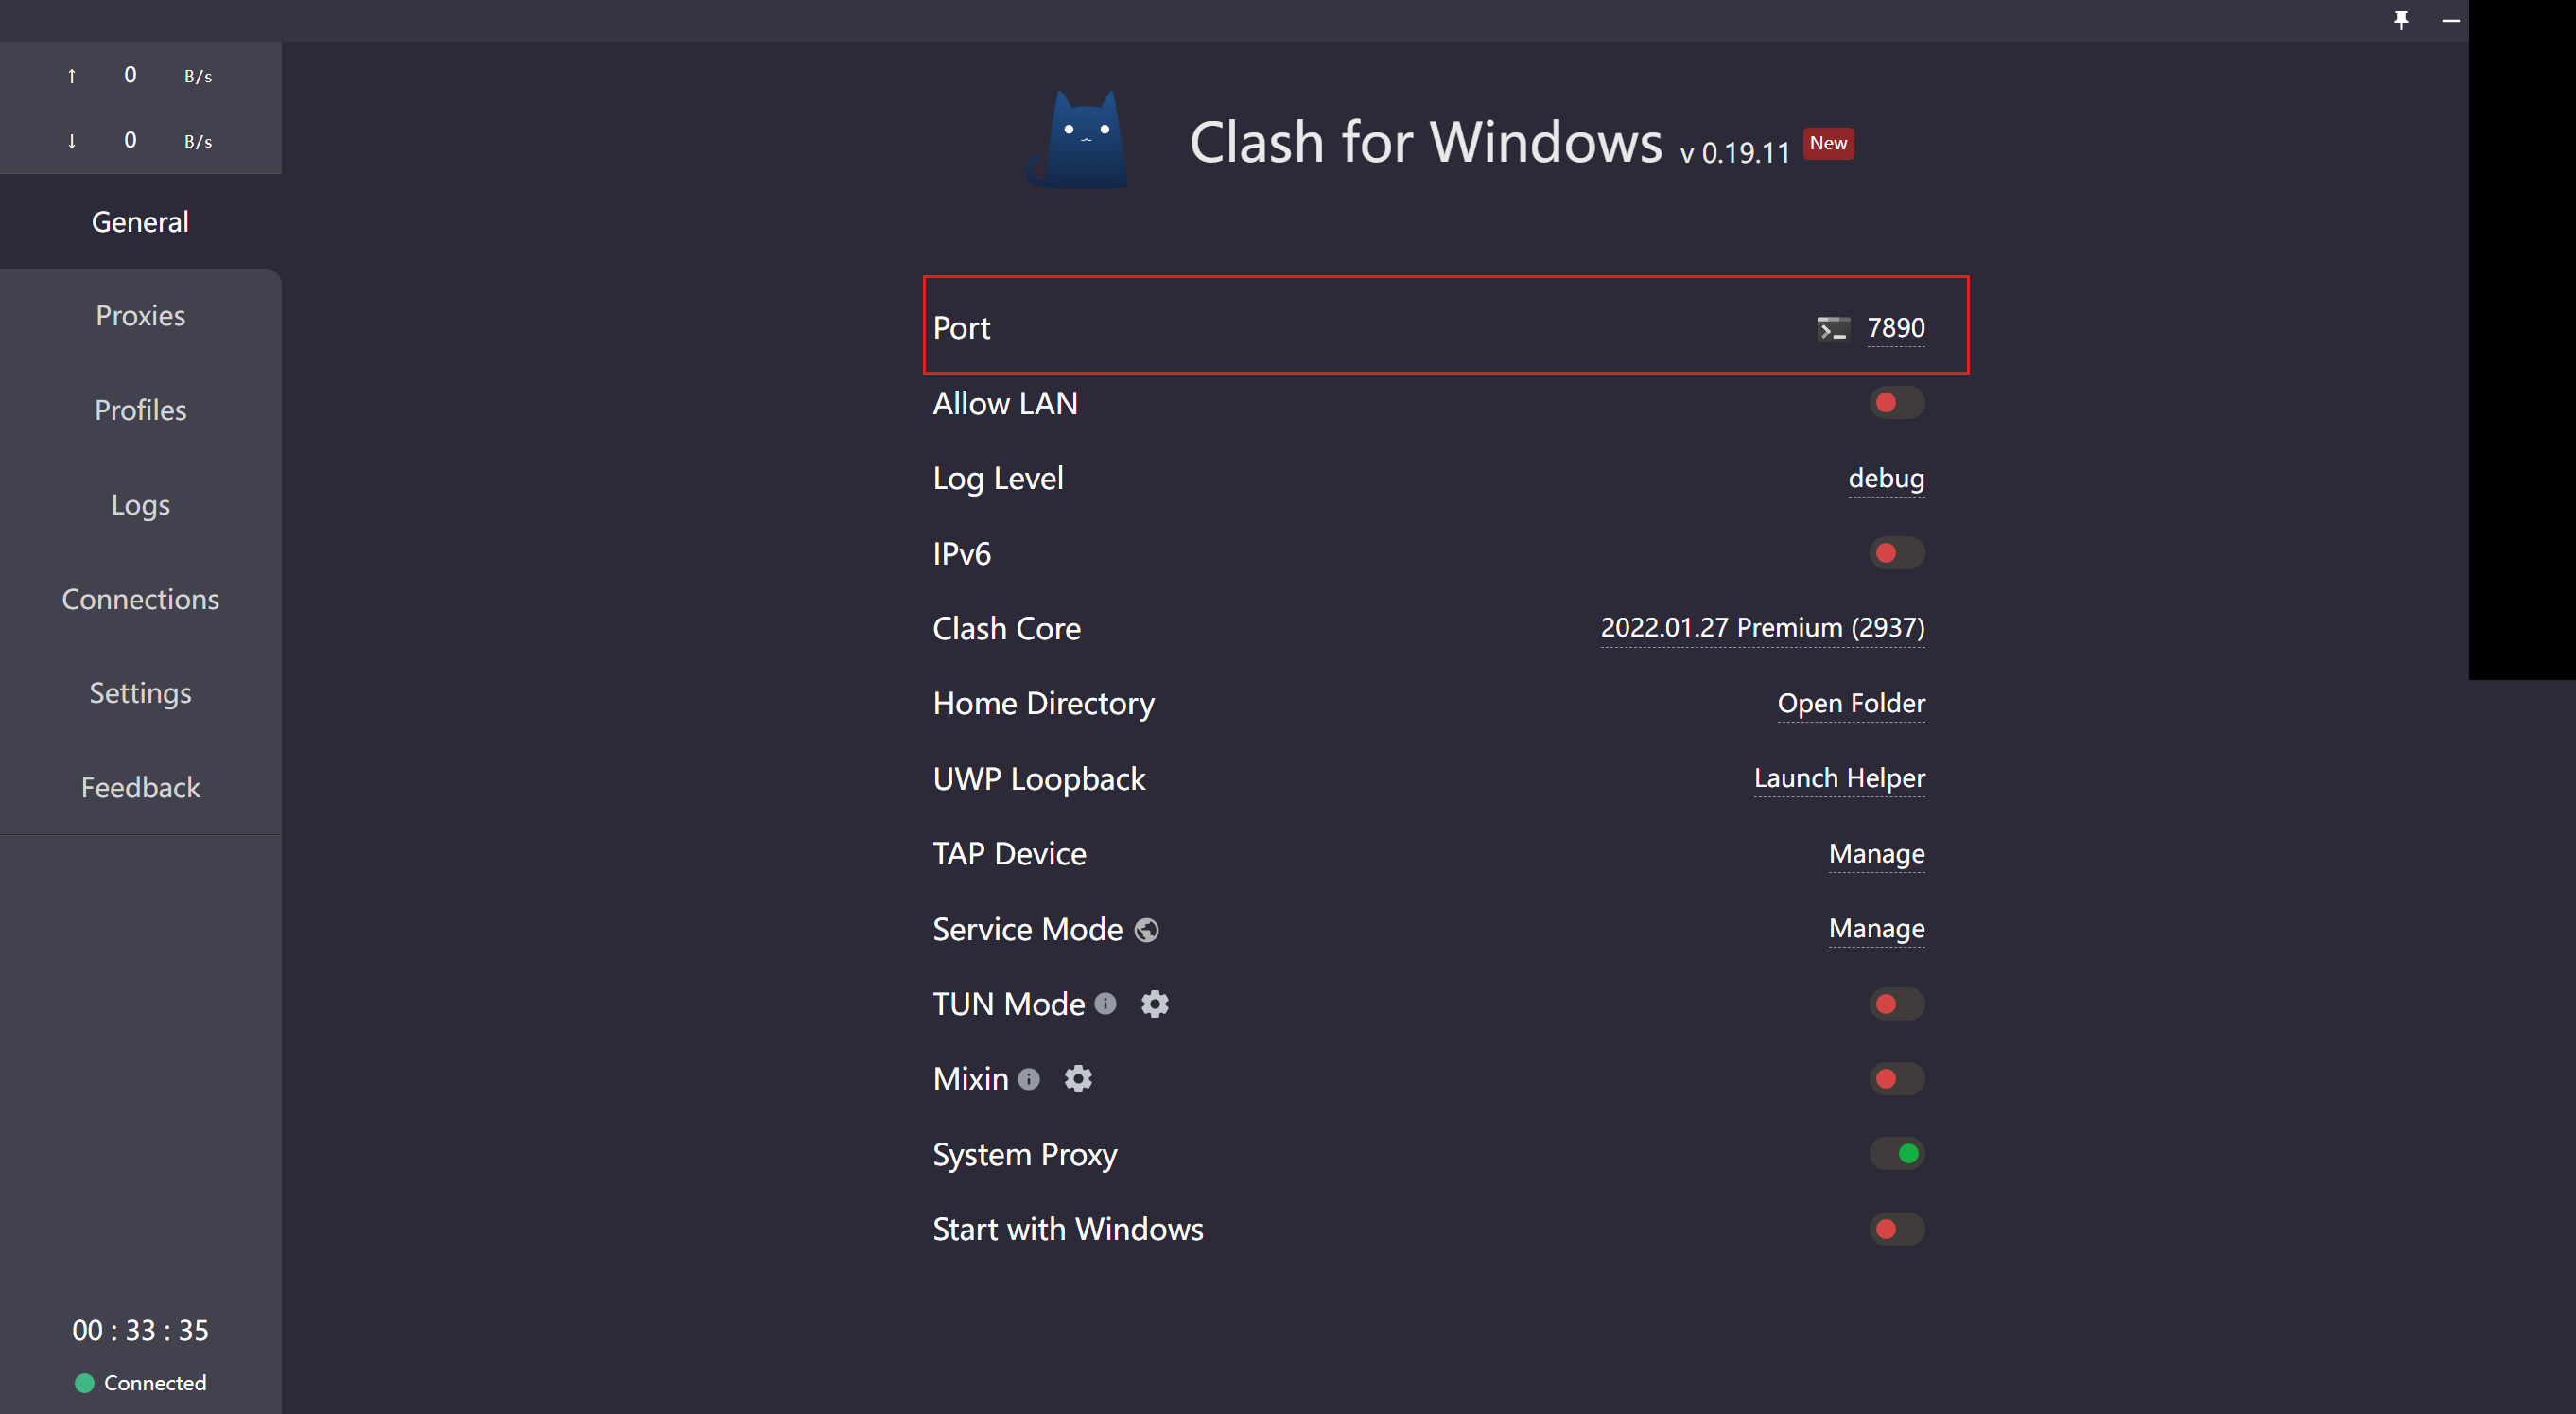 ↑ 0 B/s
↓ 0 B/s
General
Proxies
Profiles
Logs
Connections
Settings
Feedback
00 : 33 : 35
Connected
Clash for Windows v 0.19.11 New
Port 7890
Allow LAN
Log Level debug
IPv6
Clash Core 2022.01.27 Premium (2937)
Home Directory Open Folder
UWP Loopback Launch Helper
TAP Device Manage
Service Mode Manage
TUN Mode
Mixin
System Proxy
Start with Windows